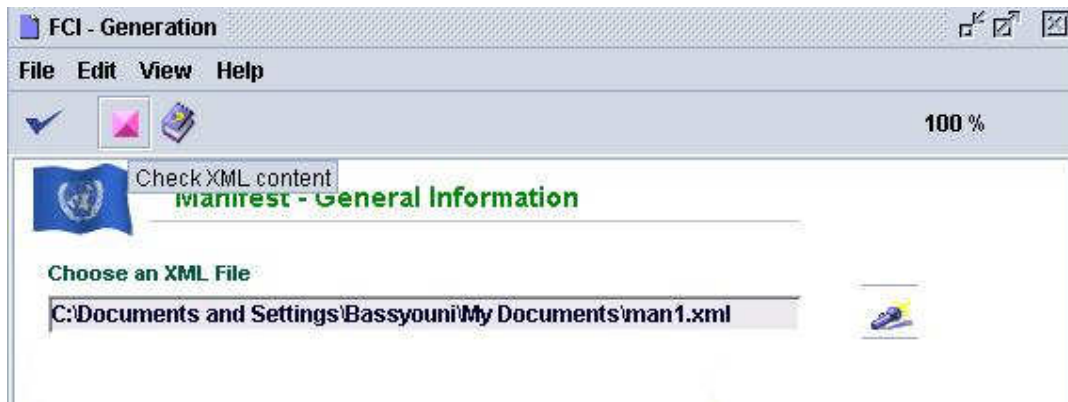 FCI - Generation
File Edit View Help
100 %
Check XML content
Manifest - General Information
Choose an XML File
C:\Documents and Settings\Bassyouni\My Documents\man1.xml